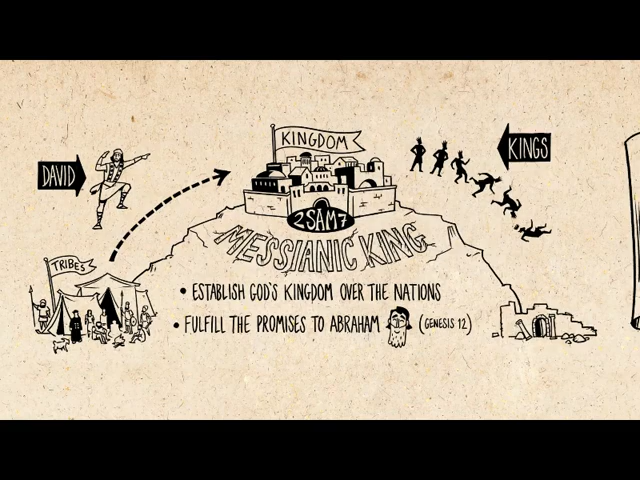 KINGDOM
DAVID
KINGS
2SAM7
MESSIANIC KING
TRIBES
• ESTABLISH GOD'S KINGDOM OVER THE NATIONS
• FULFILL THE PROMISES TO ABRAHAM (GENESIS 12)